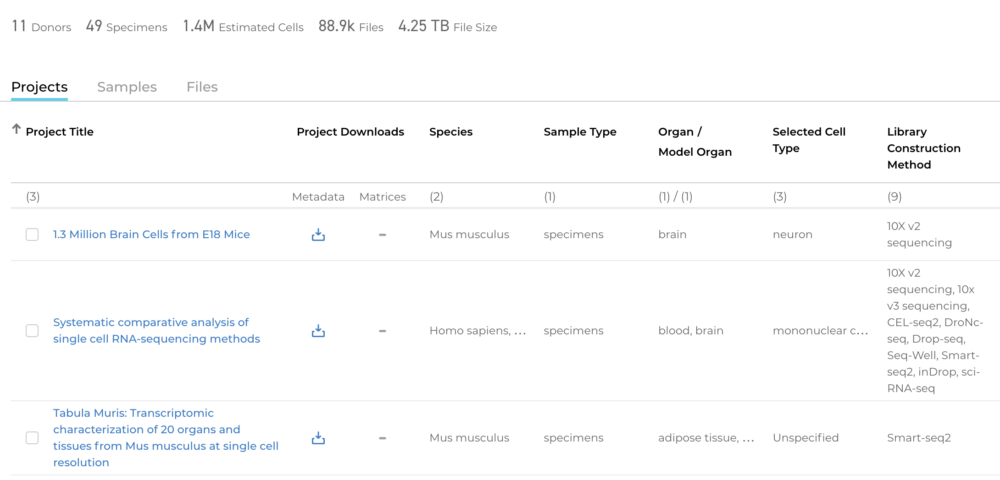 11 Donors 49 Specimens 1.4M Estimated Cells 88.9k Files 4.25 TB File Size
Projects Samples Files
↑ Project Title Project Downloads Species Sample Type Organ / Model Organ Selected Cell Type Library Construction Method
(3) Metadata Matrices (2) (1) (1) / (1) (3) (9)
1.3 Million Brain Cells from E18 Mice – Mus musculus specimens brain neuron 10X v2
sequencing
Systematic comparative analysis of
single cell RNA-sequencing methods – Homo sapiens, ... specimens blood, brain mononuclear c...
10X v2
sequencing, 10x
v3 sequencing,
CEL-seq2, DroNc-
seq, Drop-seq,
Seq-Well, Smart-
seq2, inDrop, sci-
RNA-seq
Tabula Muris: Transcriptomic
characterization of 20 organs and
tissues from Mus musculus at single cell
resolution – Mus musculus specimens adipose tissue, ... Unspecified Smart-seq2